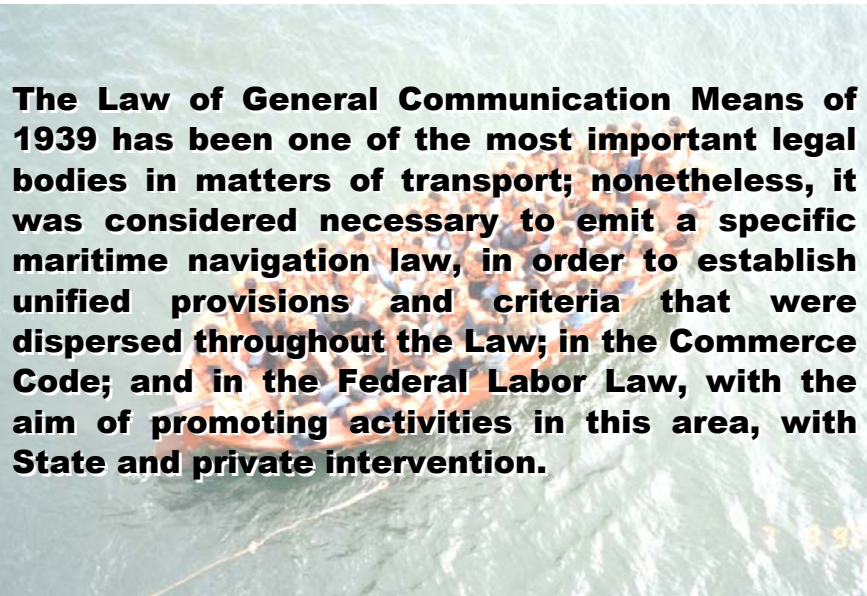 The Law of General Communication Means of
1939 has been one of the most important legal
bodies in matters of transport; nonetheless, it
was considered necessary to emit a specific
maritime navigation law, in order to establish
unified provisions and criteria that were
dispersed throughout the Law; in the Commerce
Code; and in the Federal Labor Law, with the
aim of promoting activities in this area, with
State and private intervention.